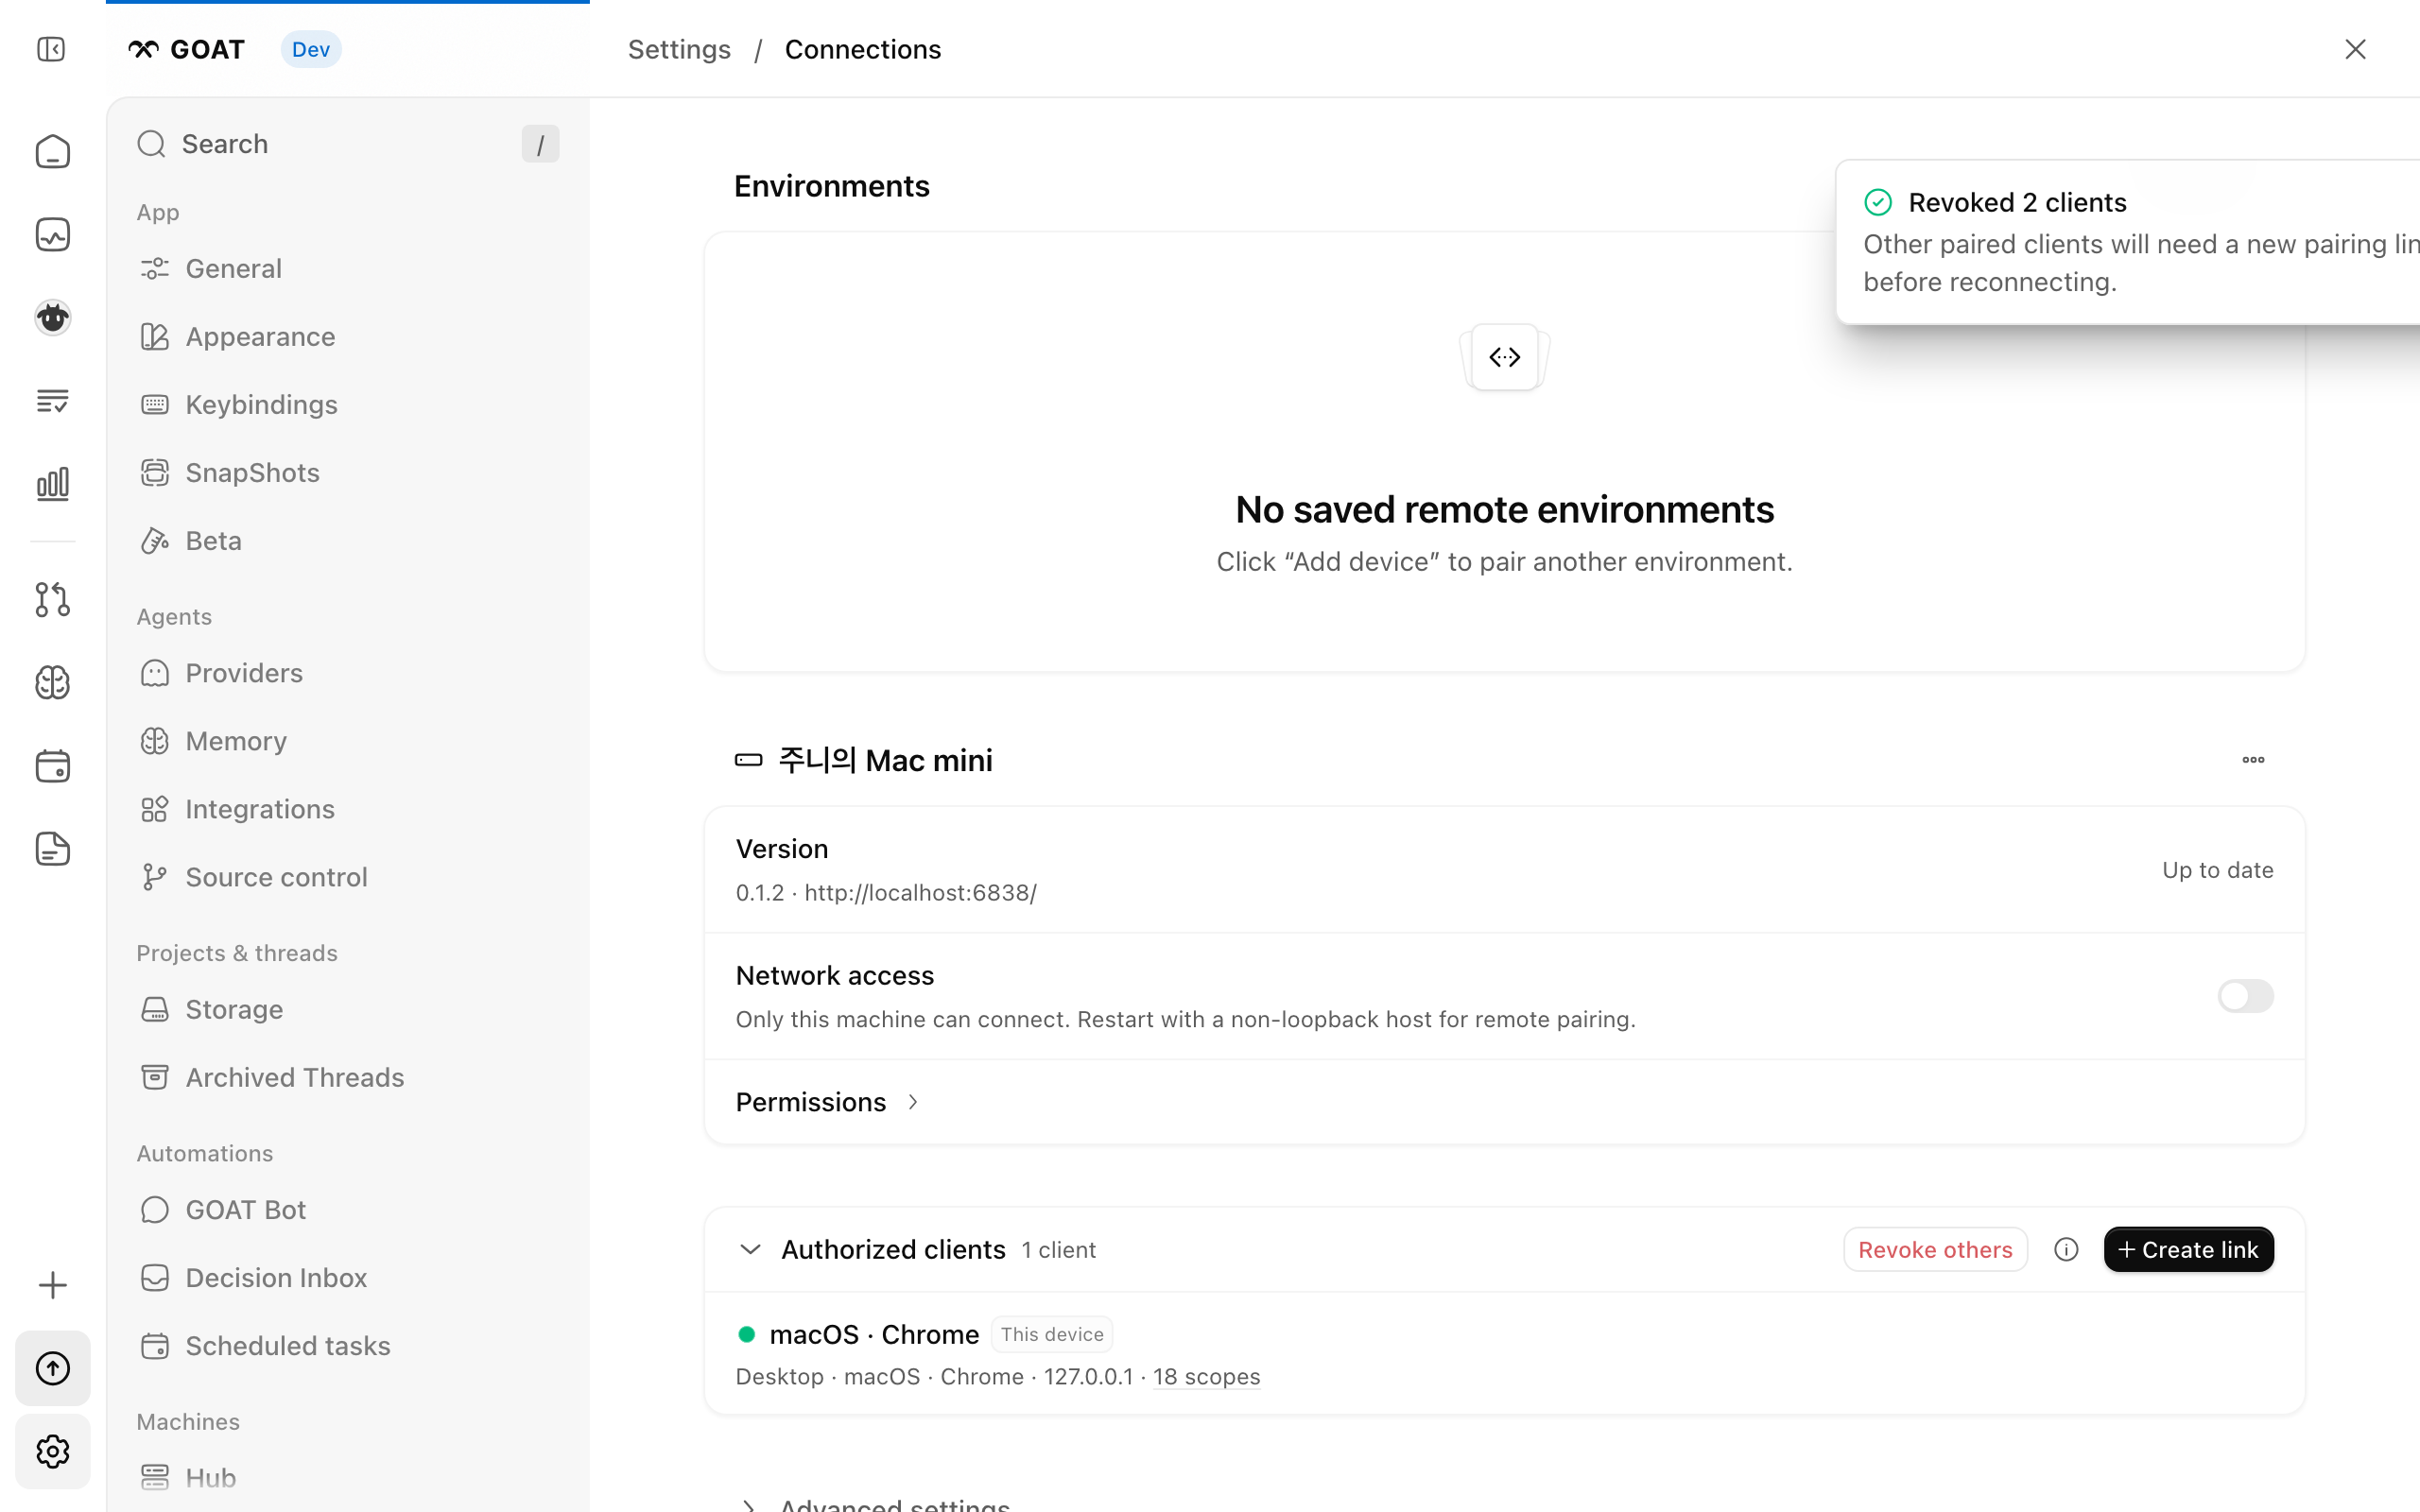 GOAT Dev
Settings / Connections
Search /
App
General
Appearance
Keybindings
SnapShots
Beta
Agents
Providers
Memory
Integrations
Source control
Projects & threads
Storage
Archived Threads
Automations
GOAT Bot
Decision Inbox
Scheduled tasks
Machines
Hub
Environments
Revoked 2 clients
Other paired clients will need a new pairing
before reconnecting.
No saved remote environments
Click “Add device” to pair another environment.
주니의 Mac mini
Version
0.1.2 · http://localhost:6838/
Up to date
Network access
Only this machine can connect. Restart with a non-loopback host for remote pairing.
Permissions
Authorized clients 1 client
Revoke others
Create link
macOS · Chrome This device
Desktop · macOS · Chrome · 127.0.0.1 · 18 scopes
Advanced settings